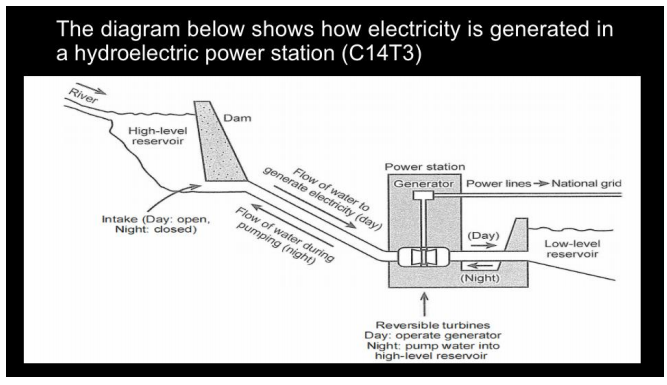 The diagram below shows how electricity is generated in
a hydroelectric power station (C14T3)
River
High-level
reservoir
Dam
Intake (Day: open,
Night: closed)
Flow of water to
generate electricity (day)
Flow of water during
pumping (night)
Power station
Generator
Power lines → National grid
(Day)
(Night)
Low-level
reservoir
Reversible turbines
Day: operate generator
Night: pump water into
high-level reservoir